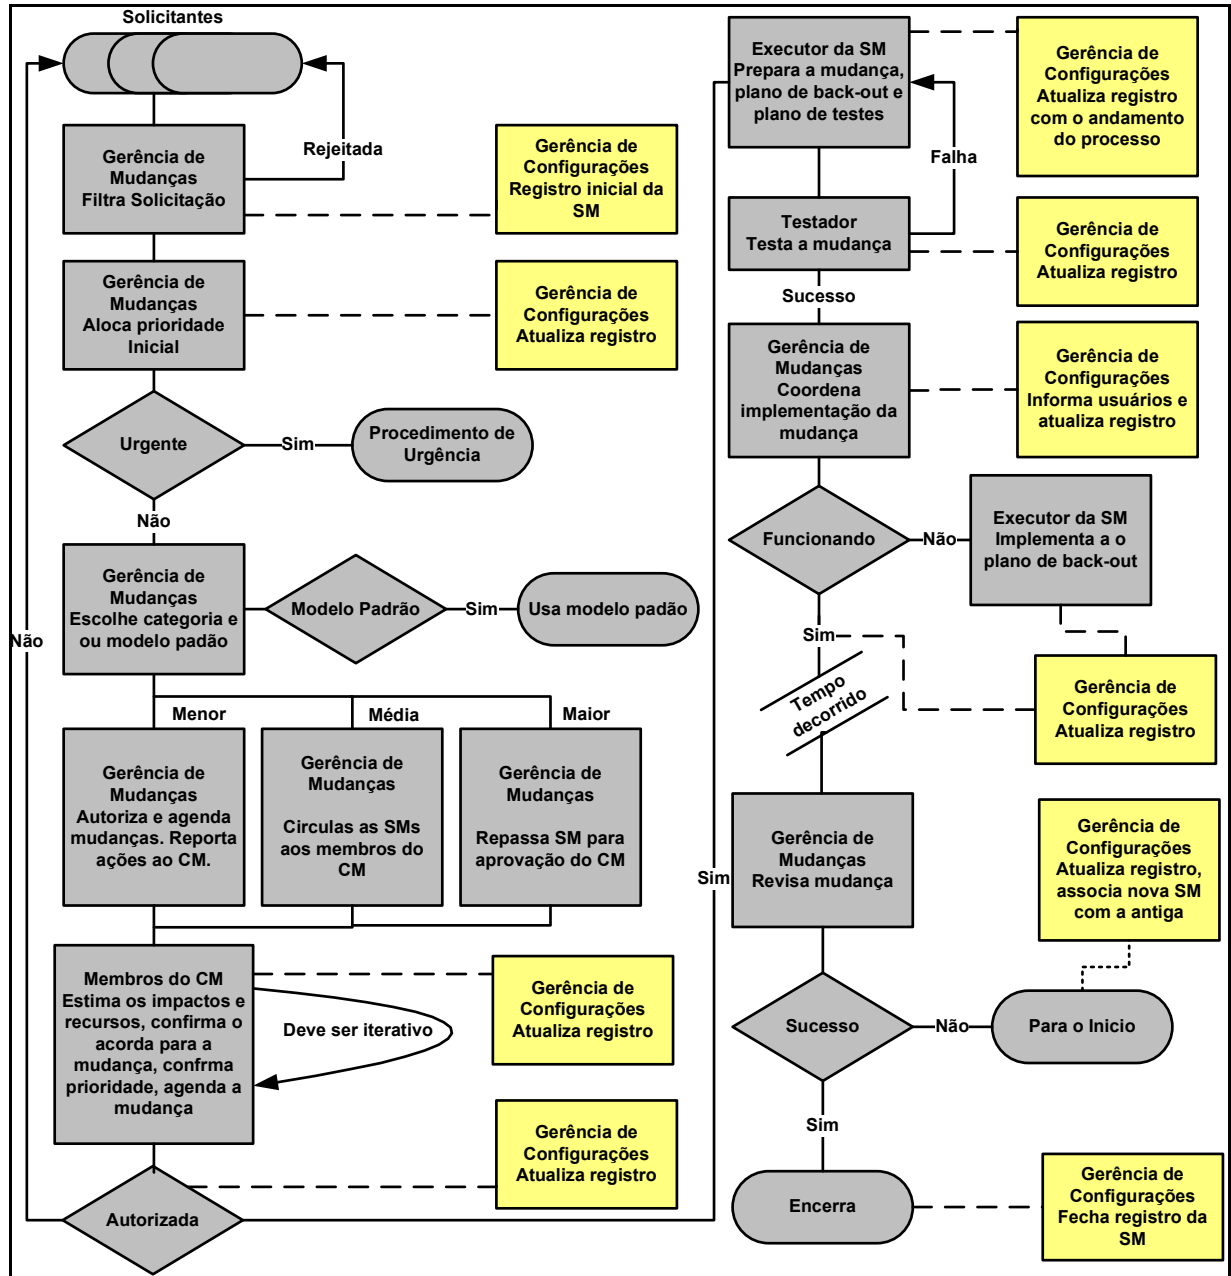 Solicitantes
Gerência de
Mudanças
Filtra Solicitação
Rejeitada
Gerência de
Configurações
Registro inicial da
SM
Gerência de
Mudanças
Aloca prioridade
Inicial
Gerência de
Configurações
Atualiza registro
Urgente
Sim
Procedimento de
Urgência
Não
Gerência de
Mudanças
Escolhe categoria e
ou modelo padão
Modelo Padrão
Sim
Usa modelo padão
Não
Menor
Média
Maior
Gerência de
Mudanças
Autoriza e agenda
mudanças. Reporta
ações ao CM.
Gerência de
Mudanças
Circulas as SMs
aos membros do
CM
Gerência de
Mudanças
Repassa SM para
aprovação do CM
Membros do CM
Estima os impactos e
recursos, confirma o
acorda para a
mudança, confrma
prioridade, agenda a
mudança
Deve ser iterativo
Gerência de
Configurações
Atualiza registro
Gerência de
Configurações
Atualiza registro
Autorizada
Sim
Executor da SM
Prepara a mudança,
plano de back-out e
plano de testes
Gerência de
Configurações
Atualiza registro
com o andamento
do processo
Falha
Testador
Testa a mudança
Gerência de
Configurações
Atualiza registro
Sucesso
Gerência de
Mudanças
Coordena
implementação da
mudança
Gerência de
Configurações
Informa usuários e
atualiza registro
Funcionando
Não
Executor da SM
Implementa a o
plano de back-out
Sim
Tempo
decorrido
Gerência de
Configurações
Atualiza registro
Gerência de
Mudanças
Revisa mudança
Gerência de
Configurações
Atualiza registro,
associa nova SM
com a antiga
Sucesso
Não
Para o Inicio
Sim
Encerra
Gerência de
Configurações
Fecha registro da
SM